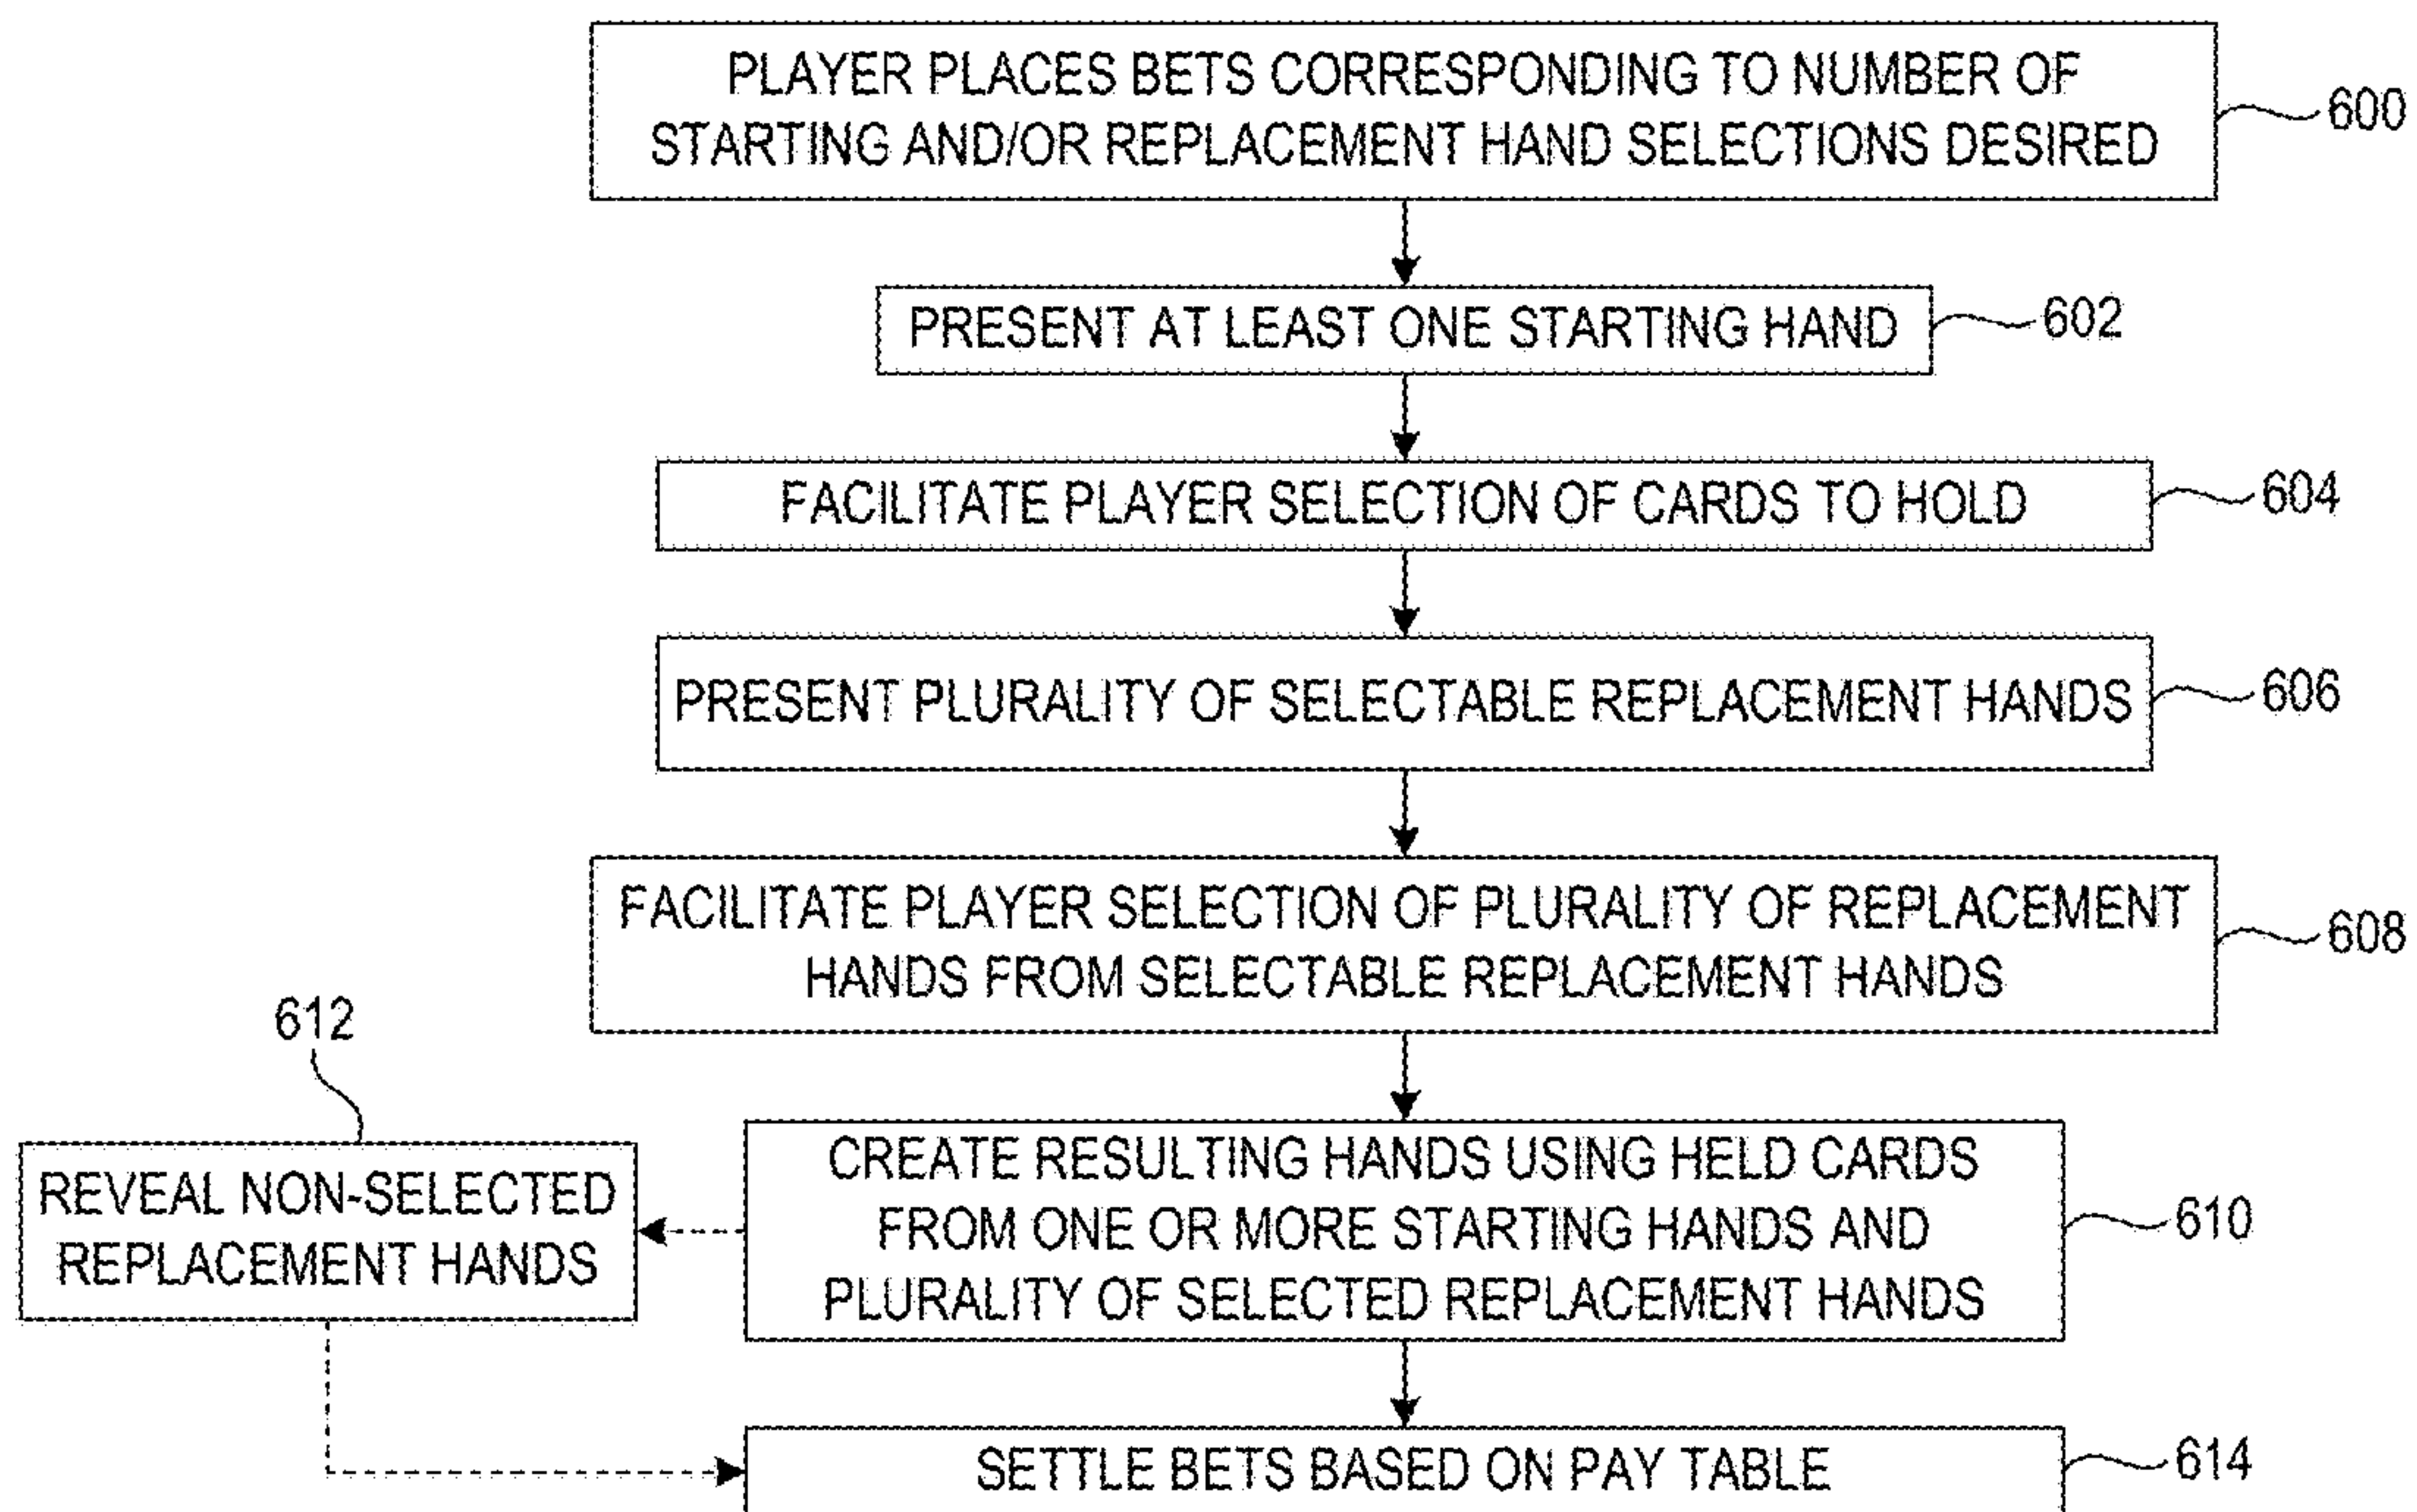 PLAYER PLACES BETS CORRESPONDING TO NUMBER OF
STARTING AND/OR REPLACEMENT HAND SELECTIONS DESIRED
600
PRESENT AT LEAST ONE STARTING HAND
602
FACILITATE PLAYER SELECTION OF CARDS TO HOLD
604
PRESENT PLURALITY OF SELECTABLE REPLACEMENT HANDS
606
FACILITATE PLAYER SELECTION OF PLURALITY OF REPLACEMENT
HANDS FROM SELECTABLE REPLACEMENT HANDS
608
612
REVEAL NON-SELECTED
REPLACEMENT HANDS
CREATE RESULTING HANDS USING HELD CARDS
FROM ONE OR MORE STARTING HANDS AND
PLURALITY OF SELECTED REPLACEMENT HANDS
610
SETTLE BETS BASED ON PAY TABLE
614